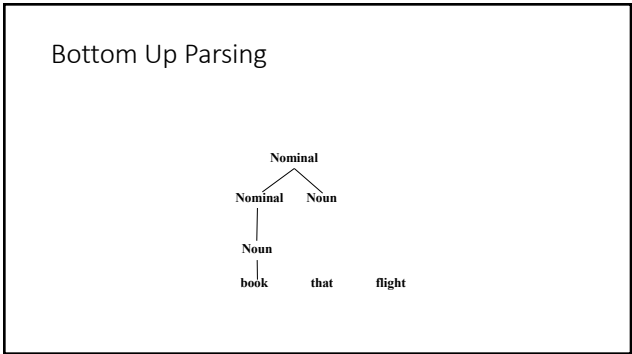 Bottom Up Parsing
Nominal
Nominal Noun
Noun
book that flight